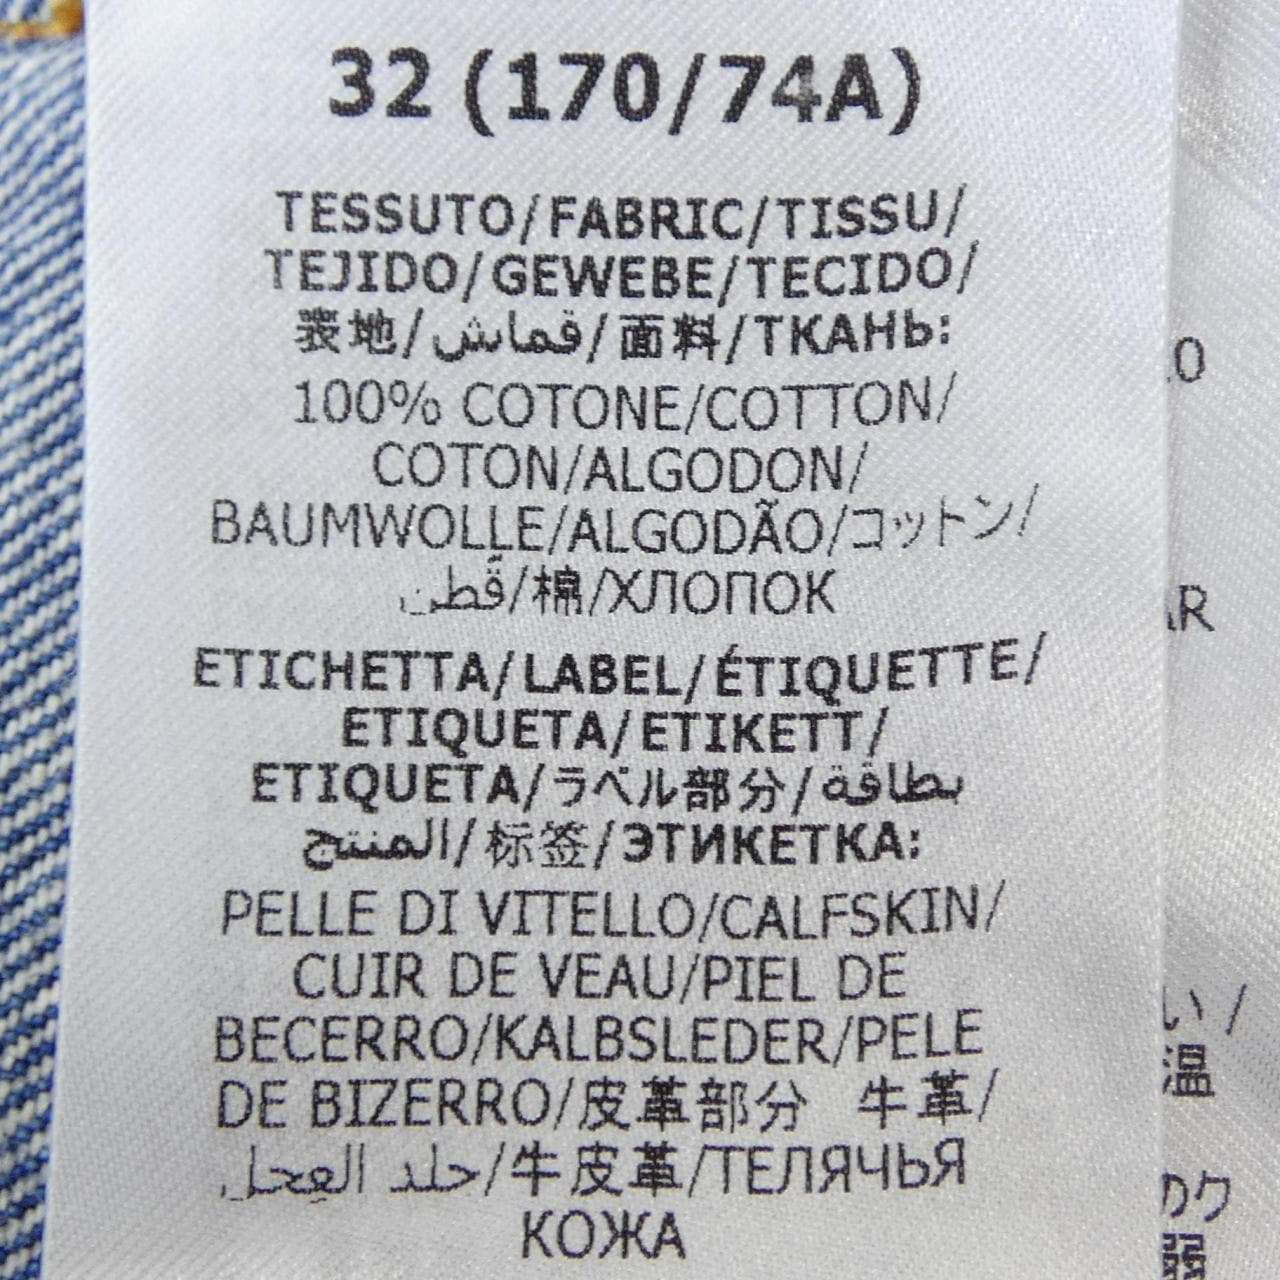 32 (170/74A)
TESSUTO/FABRIC/TISSU/
TEJIDO/GEWEBE/TECIDO/
表地/قماش/面料/ТКАНЬ:
100% COTONE/COTTON/
COTON/ALGODON/
BAUMWOLLE/ALGODÃO/コットン/
قطن/棉/ХЛОПОК
ETICHETTA/LABEL/ÉTIQUETTE/
ETIQUETA/ETIKETT/
ETIQUETA/ラベル部分/بطاقة
المنتج/标签/ЭТИКЕТКА:
PELLE DI VITELLO/CALFSKIN/
CUIR DE VEAU/PIEL DE
BECERRO/KALBSLEDER/PELE
DE BIZERRO/皮革部分 牛革/
جلد العجل/牛皮革/ТЕЛЯЧЬЯ
КОЖА